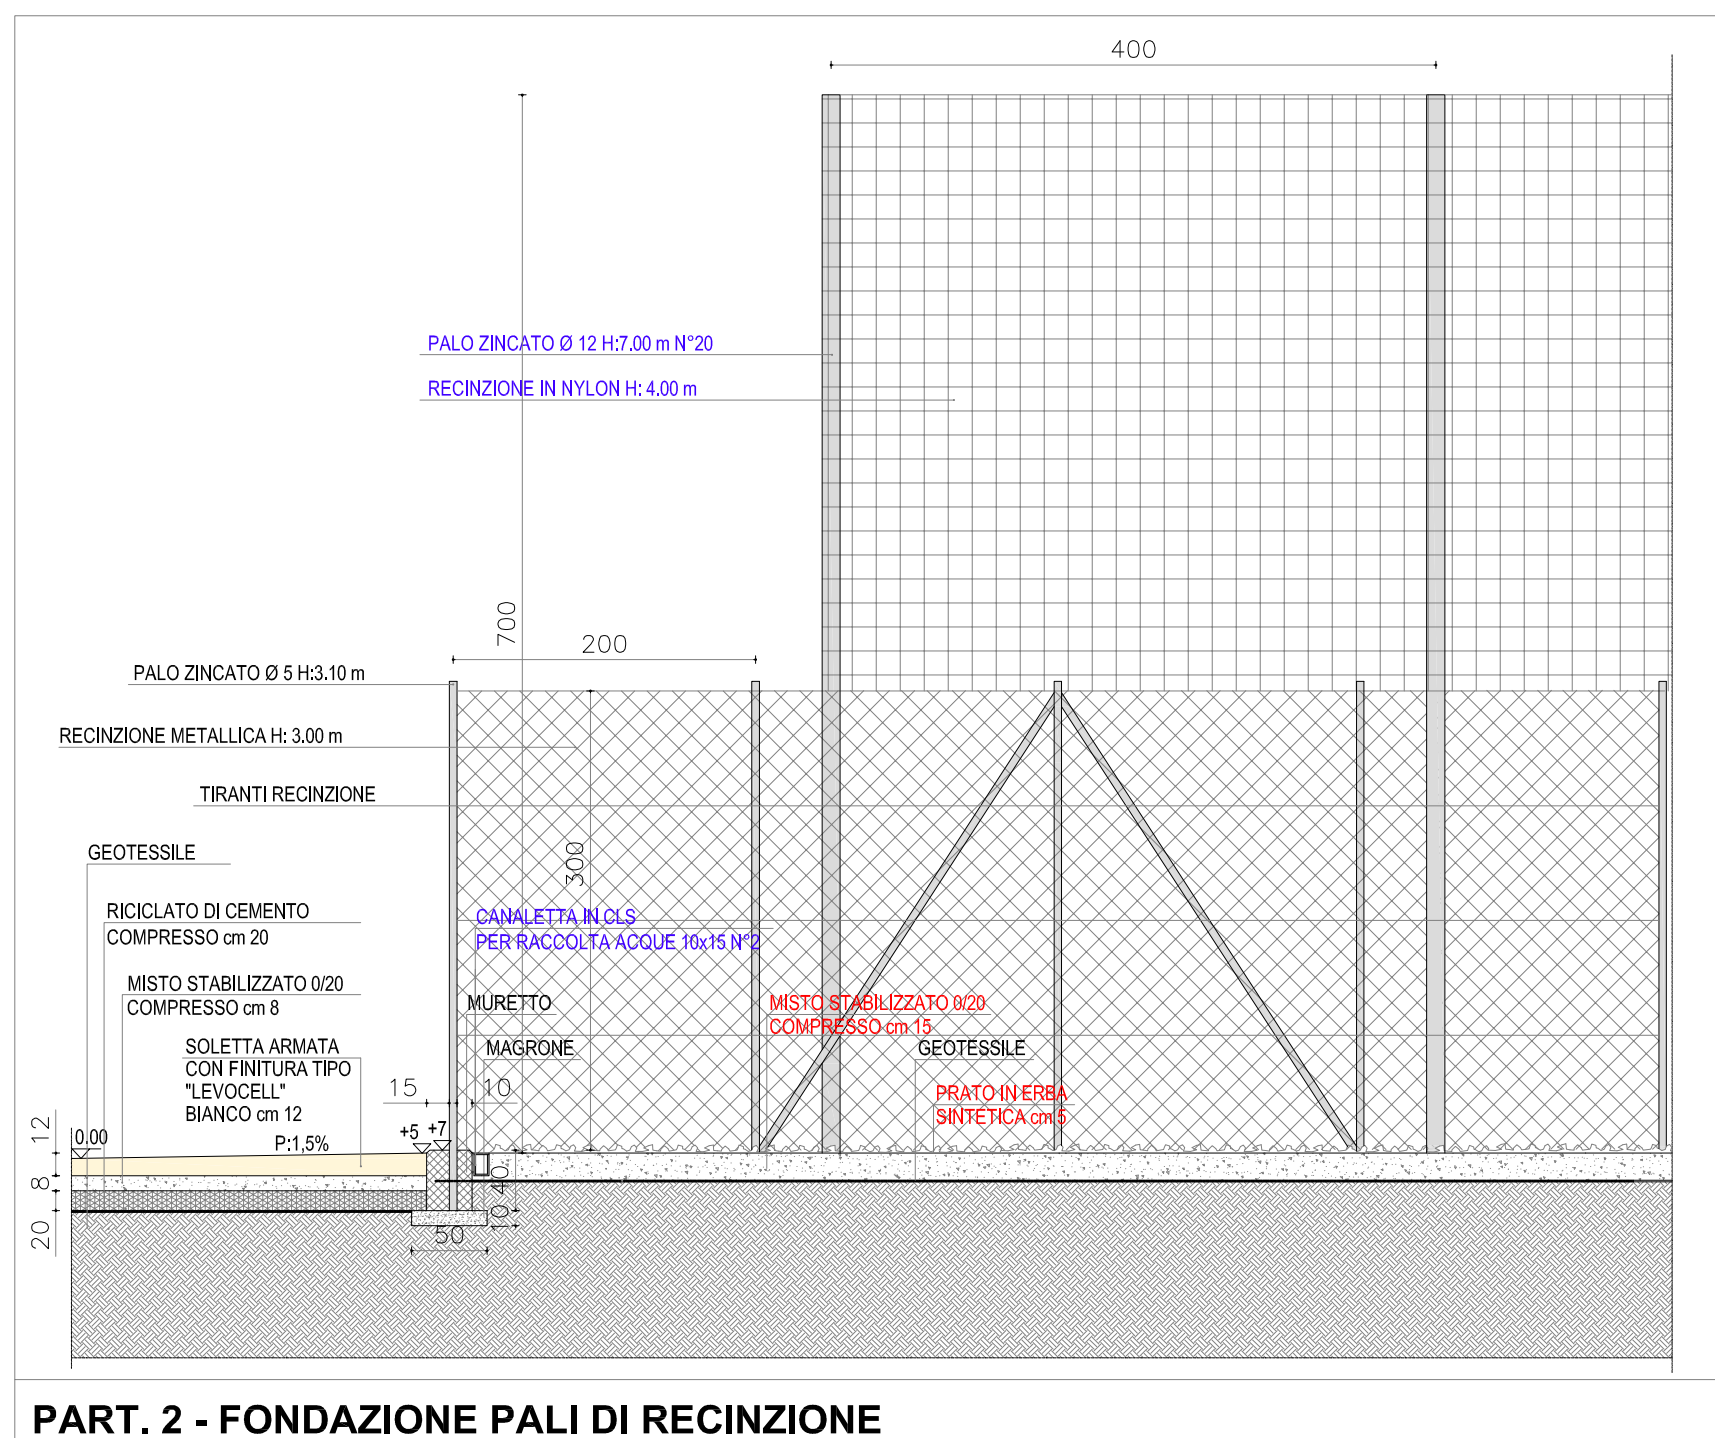 400
PALO ZINCATO Ø 12 H:7.00 m N°20
RECINZIONE IN NYLON H: 4.00 m
700
200
PALO ZINCATO Ø 5 H:3.10 m
RECINZIONE METALLICA H: 3.00 m
TIRANTI RECINZIONE
300
GEOTESSILE
RICICLATO DI CEMENTO
COMPRESSO cm 20
CANALETTA IN CLS
PER RACCOLTA ACQUE 10x15 N°2
MISTO STABILIZZATO 0/20
COMPRESSO cm 8
MURETTO
MISTO STABILIZZATO 0/20
COMPRESSO cm 15
SOLETTA ARMATA
CON FINITURA TIPO
"LEVOCELL"
BIANCO cm 12
MAGRONE
GEOTESSILE
PRATO IN ERBA
SINTETICA cm 5
15
10
12
0.00
P:1,5%
+5
+7
8
40
20
10
50
PART. 2 - FONDAZIONE PALI DI RECINZIONE